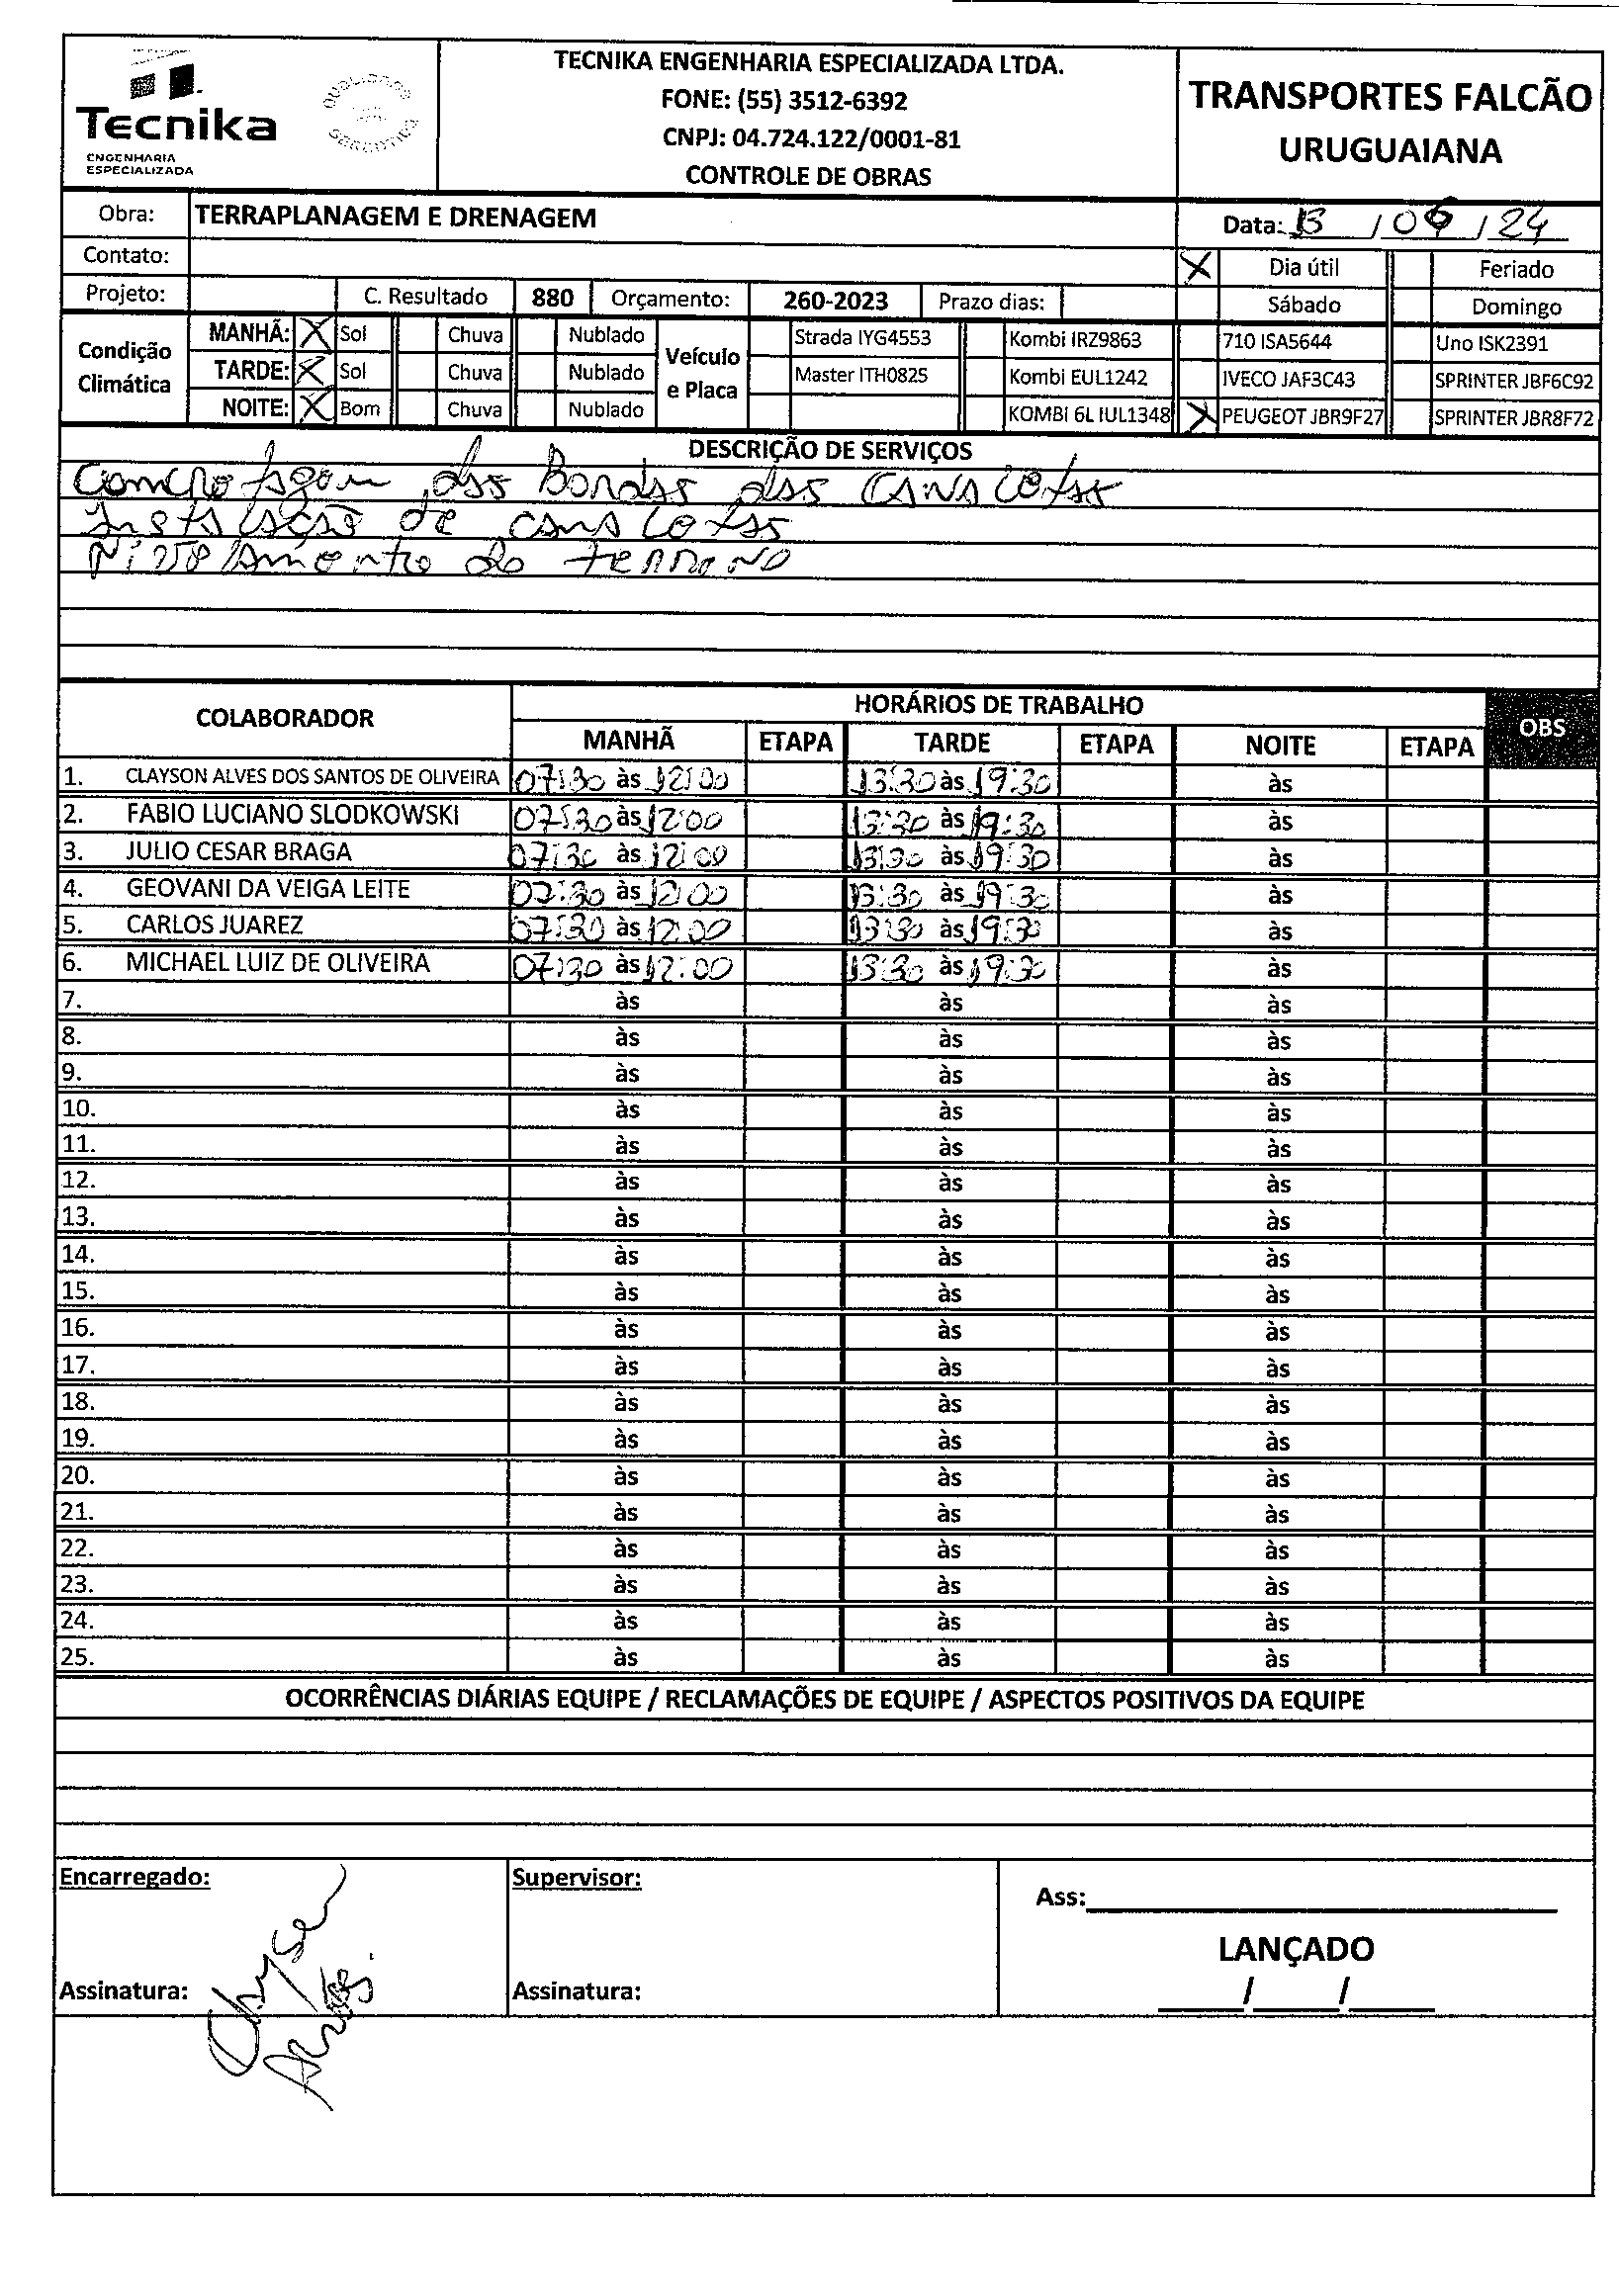 Tecnika
ENGENHARIA
ESPECIALIZADA
TECNIKA ENGENHARIA ESPECIALIZADA LTDA.
FONE: (55) 3512-6392
CNPJ: 04.724.122/0001-81
CONTROLE DE OBRAS
TRANSPORTES FALCÃO
URUGUAIANA
Obra: TERRAPLANAGEM E DRENAGEM
Data: 13 / / 24
Contato:
X Dia útil Feriado
Projeto: C. Resultado 880 Orçamento: 260-2023 Prazo dias: Sábado Domingo
Condição Climática
MANHÃ: X Sol Chuva Nublado
TARDE: X Sol Chuva Nublado
NOITE: X Bom Chuva Nublado
Veículo e Placa
Strada IYG4553 Kombi IRZ9863 710 ISA5644 Uno ISK2391
Master ITH0825 Kombi EUL1242 IVECO JAF3C43 SPRINTER JBF6C92
KOMBI 6L IUL1348 X PEUGEOT JBR9F27 SPRINTER JBR8F72
DESCRIÇÃO DE SERVIÇOS
Comcretagem das Bordas das Canaletas
Instalação de canaletas
Nivelamento do terreno
COLABORADOR HORÁRIOS DE TRABALHO OBS
MANHÃ ETAPA TARDE ETAPA NOITE ETAPA
1. CLAYSON ALVES DOS SANTOS DE OLIVEIRA 07:30 às 12:00 13:30 às 19:30 às
2. FABIO LUCIANO SLODKOWSKI 07:30 às 12:00 13:30 às 19:30 às
3. JULIO CESAR BRAGA 07:30 às 12:00 13:30 às 19:30 às
4. GEOVANI DA VEIGA LEITE 07:30 às 12:00 13:30 às 19:30 às
5. CARLOS JUAREZ 07:30 às 12:00 13:30 às 19:30 às
6. MICHAEL LUIZ DE OLIVEIRA 07:30 às 12:00 13:30 às 19:30 às
7. às às às
8. às às às
9. às às às
10. às às às
11. às às às
12. às às às
13. às às às
14. às às às
15. às às às
16. às às às
17. às às às
18. às às às
19. às às às
20. às às às
21. às às às
22. às às às
23. às às às
24. às às às
25. às às às
OCORRÊNCIAS DIÁRIAS EQUIPE / RECLAMAÇÕES DE EQUIPE / ASPECTOS POSITIVOS DA EQUIPE
Encarregado: Supervisor: Ass:
LANÇADO
Assinatura: Assinatura: / /